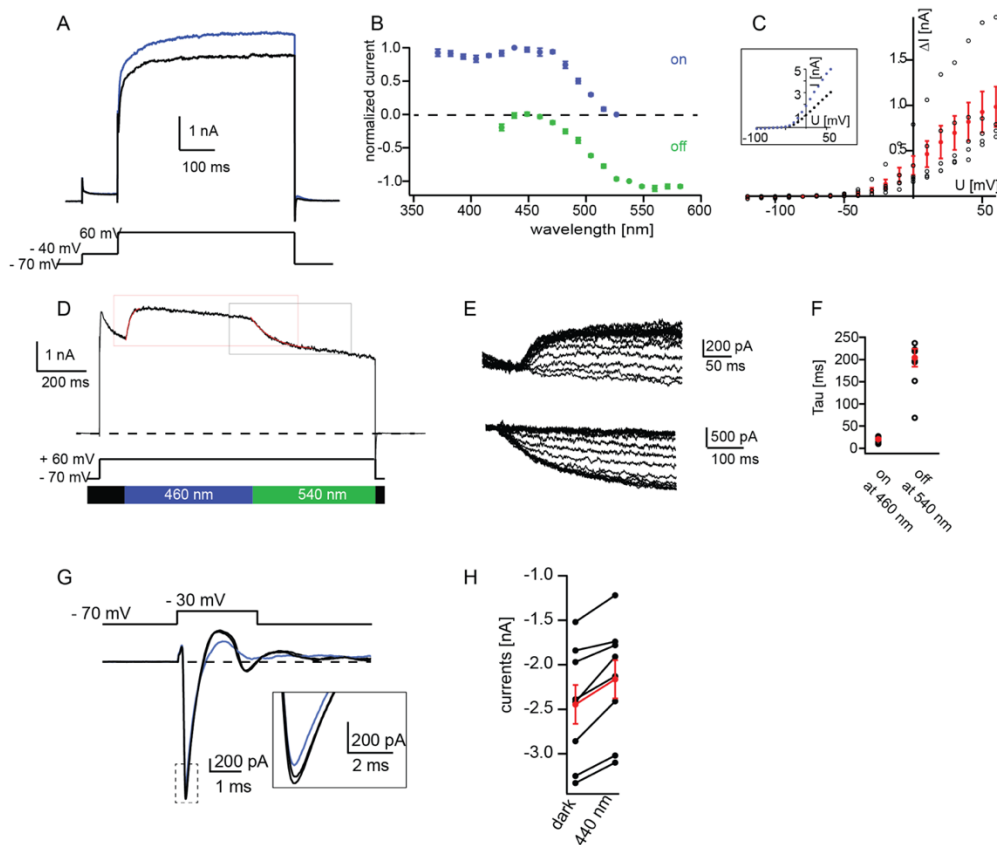 A
1 nA
100 ms
60 mV
- 40 mV
- 70 mV
B
normalized current
1.0
0.0
-1.0
on
off
350 400 450 500 550 600
wavelength [nm]
C
ΔI [nA]
1.5
1.0
0.5
U [mV]
-100 -50 50
I [nA]
5
3
U [mV]
-100 50
D
1 nA
200 ms
+ 60 mV
- 70 mV
460 nm
540 nm
E
200 pA
50 ms
500 pA
100 ms
F
Tau [ms]
250
200
150
100
50
0
on
at 460 nm
off
at 540 nm
G
- 30 mV
- 70 mV
200 pA
1 ms
200 pA
2 ms
H
currents [nA]
-1.0
-1.5
-2.0
-2.5
-3.0
dark
440 nm